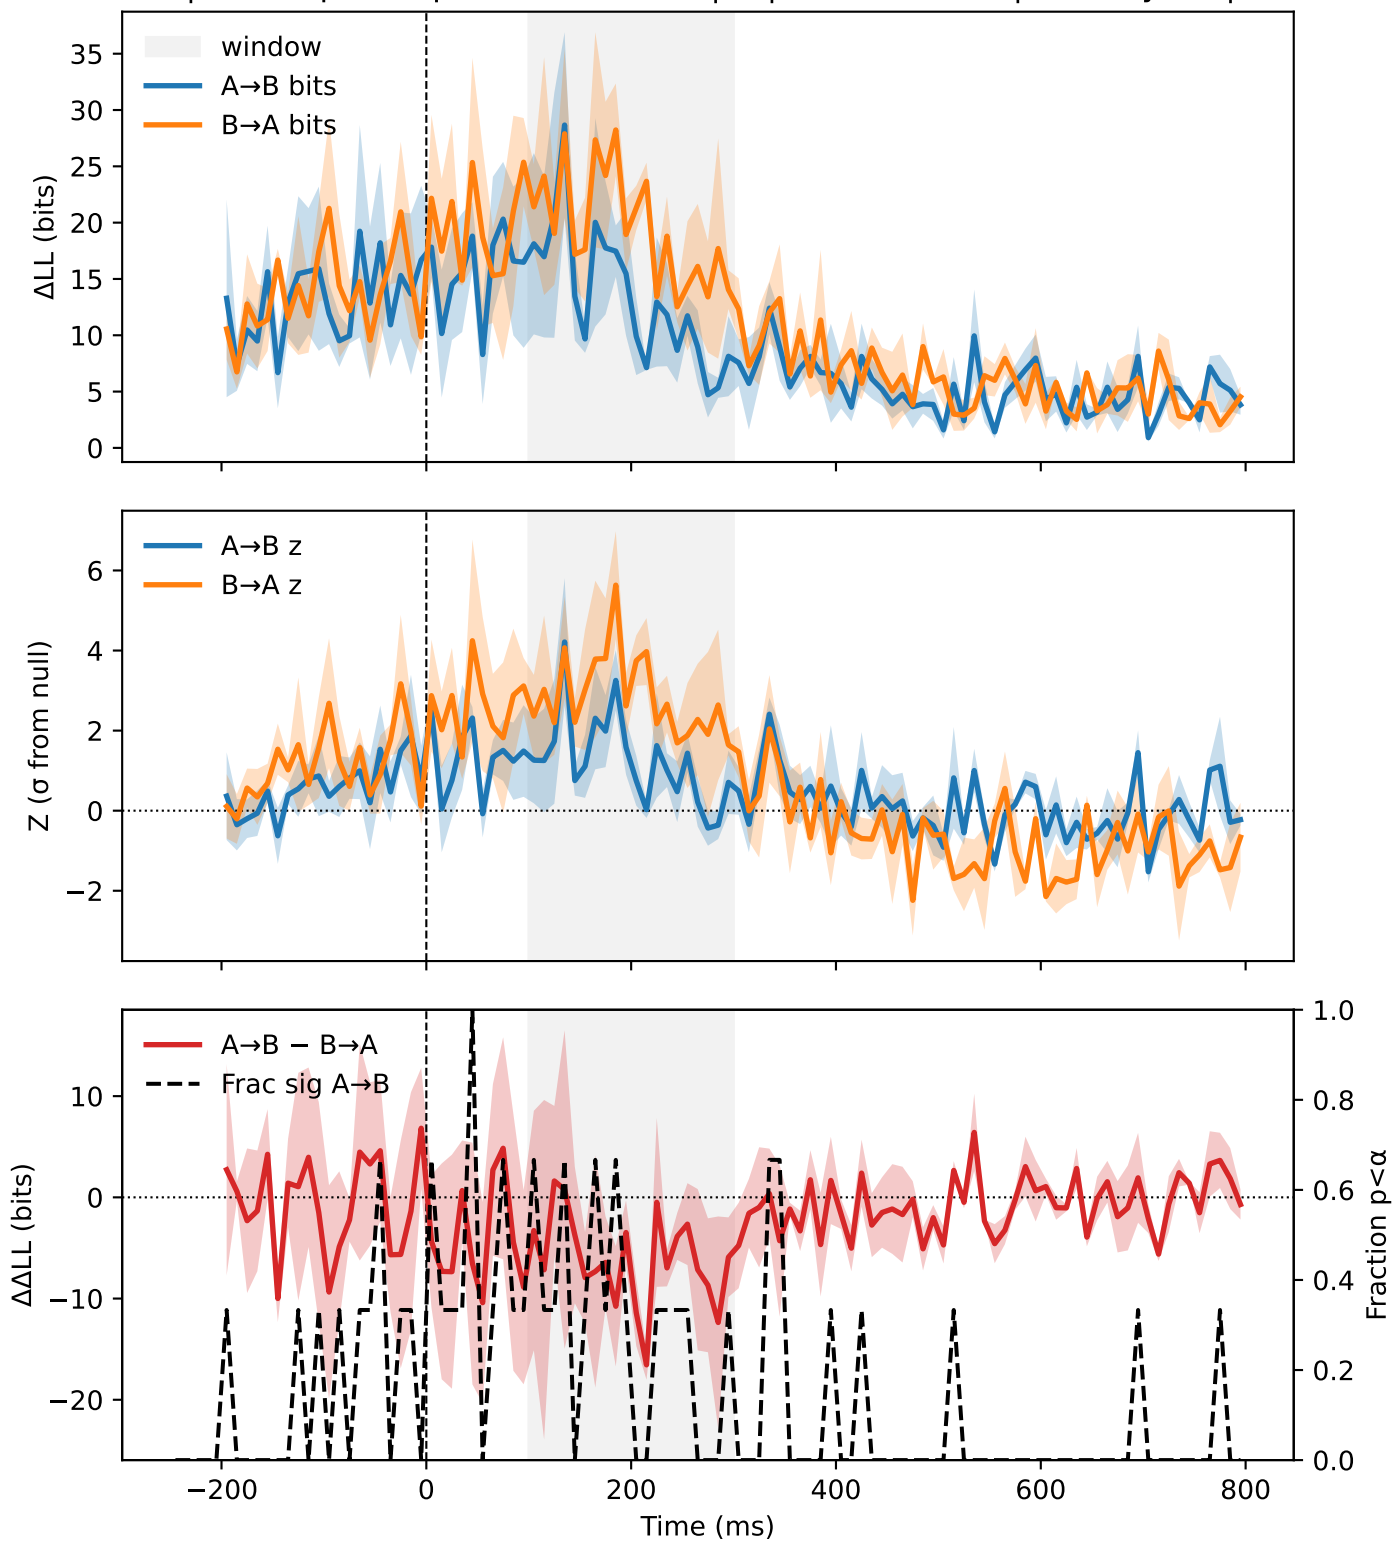 window
A→B bits
B→A bits
ΔLL (bits)
35
30
25
20
15
10
5
0
A→B z
B→A z
Z (σ from null)
6
4
2
0
−2
A→B − B→A
Frac sig A→B
ΔΔLL (bits)
10
0
−10
−20
1.0
0.8
0.6
0.4
0.2
0.0
Fraction p<α
−200
0
200
400
600
800
Time (ms)